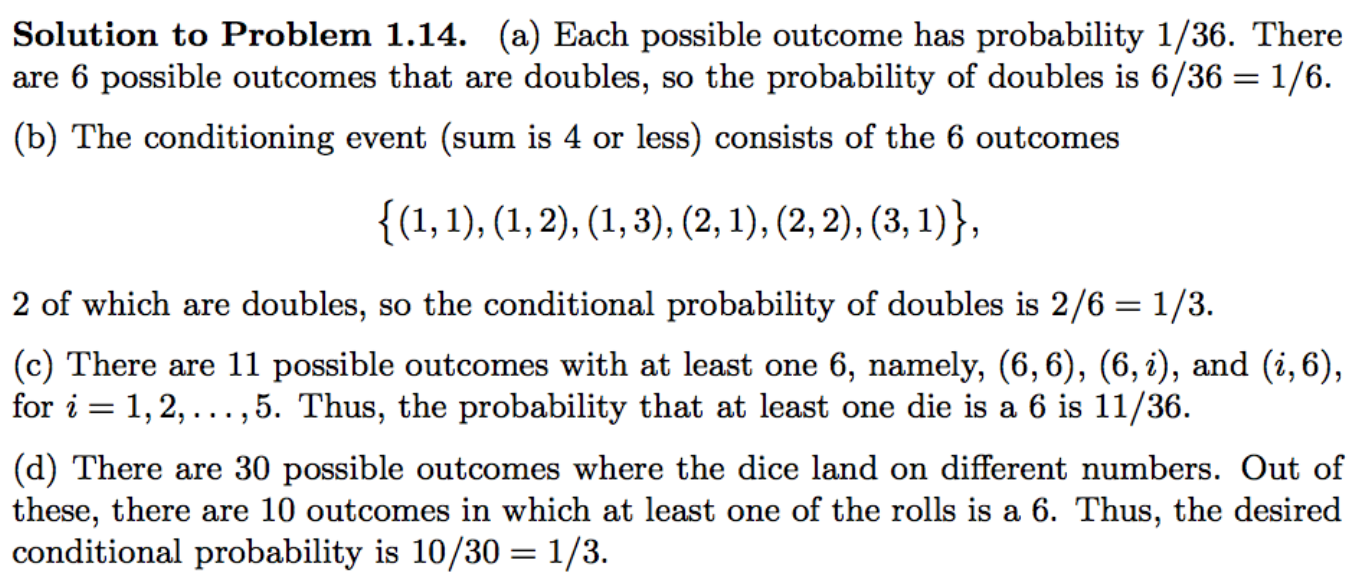 Solution to Problem 1.14. (a) Each possible outcome has probability 1/36. There
are 6 possible outcomes that are doubles, so the probability of doubles is 6/36 = 1/6.
(b) The conditioning event (sum is 4 or less) consists of the 6 outcomes
{(1, 1), (1, 2), (1, 3), (2, 1), (2, 2), (3, 1)},
2 of which are doubles, so the conditional probability of doubles is 2/6 = 1/3.
(c) There are 11 possible outcomes with at least one 6, namely, (6, 6), (6, i), and (i, 6),
for i = 1, 2, . . . , 5. Thus, the probability that at least one die is a 6 is 11/36.
(d) There are 30 possible outcomes where the dice land on different numbers. Out of
these, there are 10 outcomes in which at least one of the rolls is a 6. Thus, the desired
conditional probability is 10/30 = 1/3.